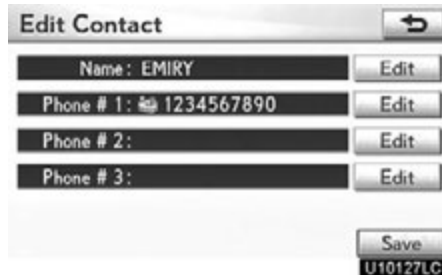 Edit Contact
Name: EMIRY Edit
Phone # 1: 1234567890 Edit
Phone # 2: Edit
Phone # 3: Edit
Save
U10127LC